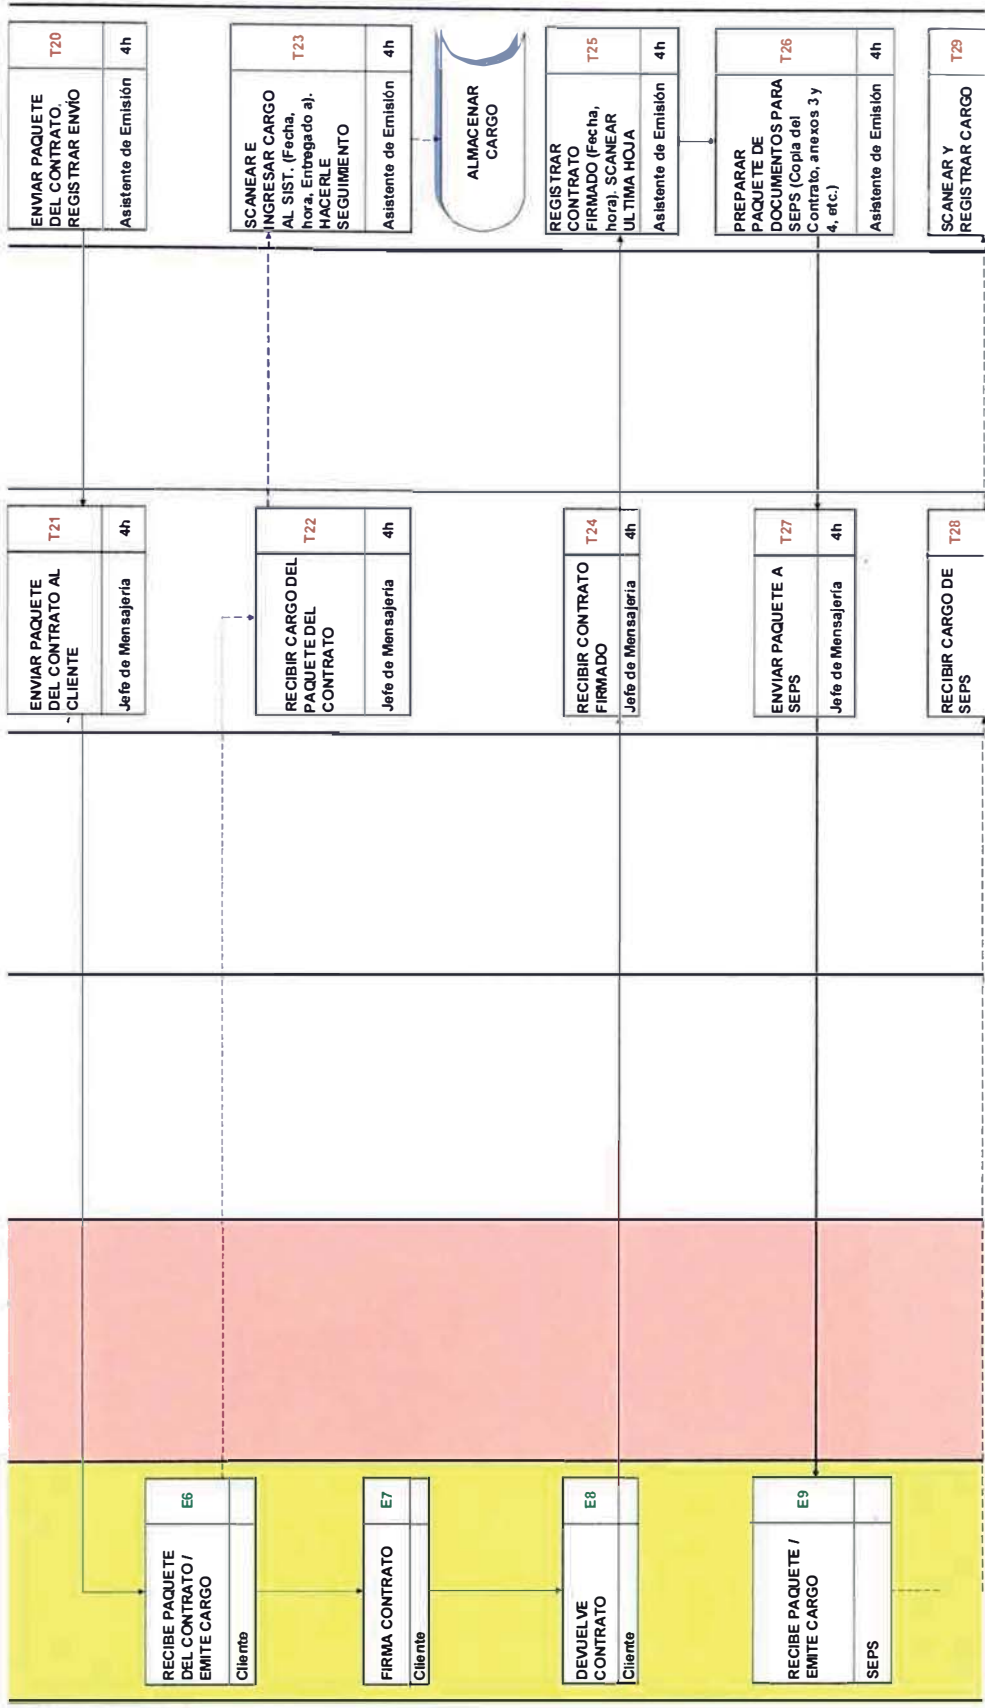 RECIBE PAQUETE
DEL CONTRATO /
EMITE CARGO
E6
Cliente
FIRMA CONTRATO
E7
Cliente
DEVUELVE
CONTRATO
E8
Cliente
RECIBE PAQUETE /
EMITE CARGO
E9
SEPS
ENVIAR PAQUETE
DEL CONTRATO AL
CLIENTE
T21
Jefe de Mensajería
4h
RECIBIR CARGO DEL
PAQUETE DEL
CONTRATO
T22
Jefe de Mensajería
4h
RECIBIR CONTRATO
FIRMADO
T24
Jefe de Mensajería
4h
ENVIAR PAQUETE A
SEPS
T27
Jefe de Mensajería
4h
RECIBIR CARGO DE
SEPS
T28
ENVIAR PAQUETE
DEL CONTRATO.
REGISTRAR ENVÍO
T20
Asistente de Emisión
4h
SCANEAR E
INGRESAR CARGO
AL SIST. (Fecha,
hora, Entregado a).
HACERLE
SEGUIMIENTO
T23
Asistente de Emisión
4h
ALMACENAR
CARGO
REGISTRAR
CONTRATO
FIRMADO (Fecha,
hora). SCANEAR
ULTIMA HOJA
T25
Asistente de Emisión
4h
PREPARAR
PAQUETE DE
DOCUMENTOS PARA
SEPS (Copia del
Contrato, anexos 3 y
4, etc.)
T26
Asistente de Emisión
4h
SCANEAR Y
REGISTRAR CARGO
T29